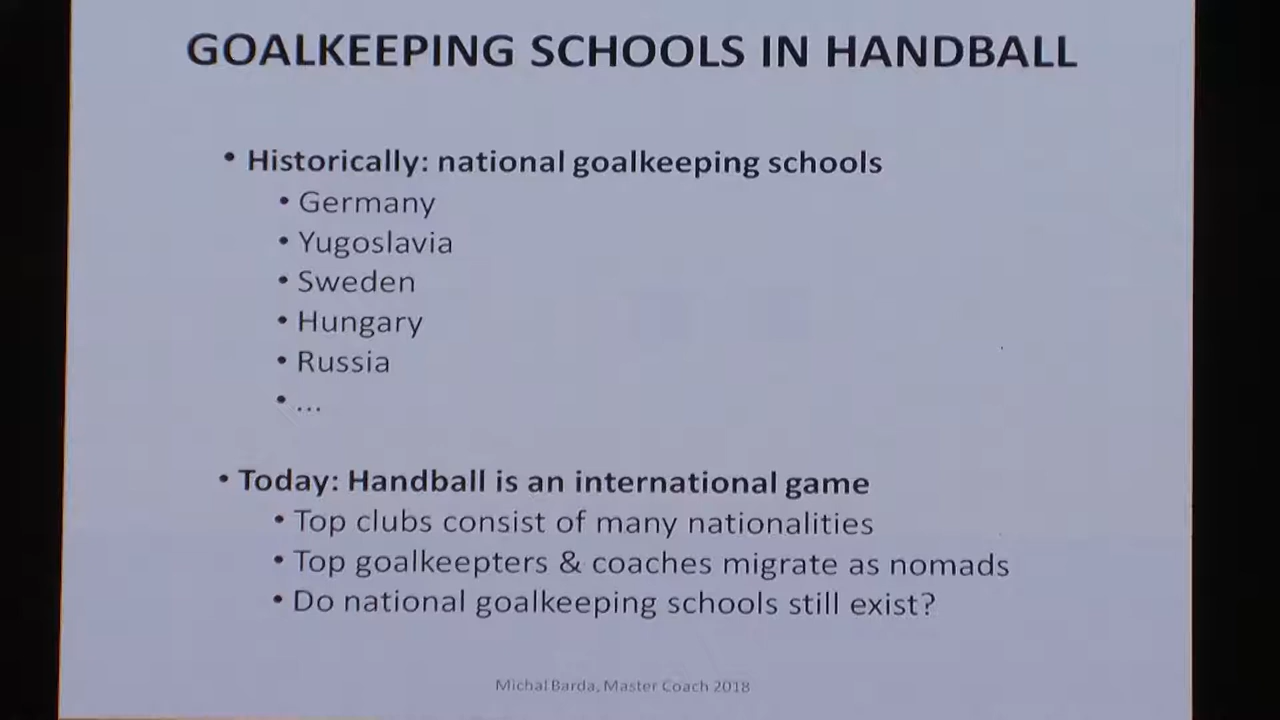 GOALKEEPING SCHOOLS IN HANDBALL
• Historically: national goalkeeping schools
• Germany
• Yugoslavia
• Sweden
• Hungary
• Russia
• ...
• Today: Handball is an international game
• Top clubs consist of many nationalities
• Top goalkeepters & coaches migrate as nomads
• Do national goalkeeping schools still exist?
Michal Barda, Master Coach 2018